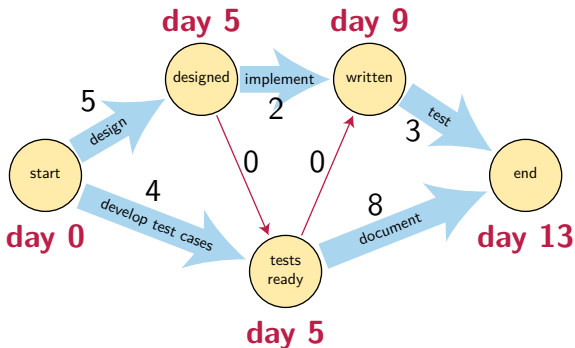 day 5
day 9
designed
implement
written
5
design
2
test
3
start
0
0
end
4
develop test cases
8
document
day 0
day 13
tests
ready
day 5